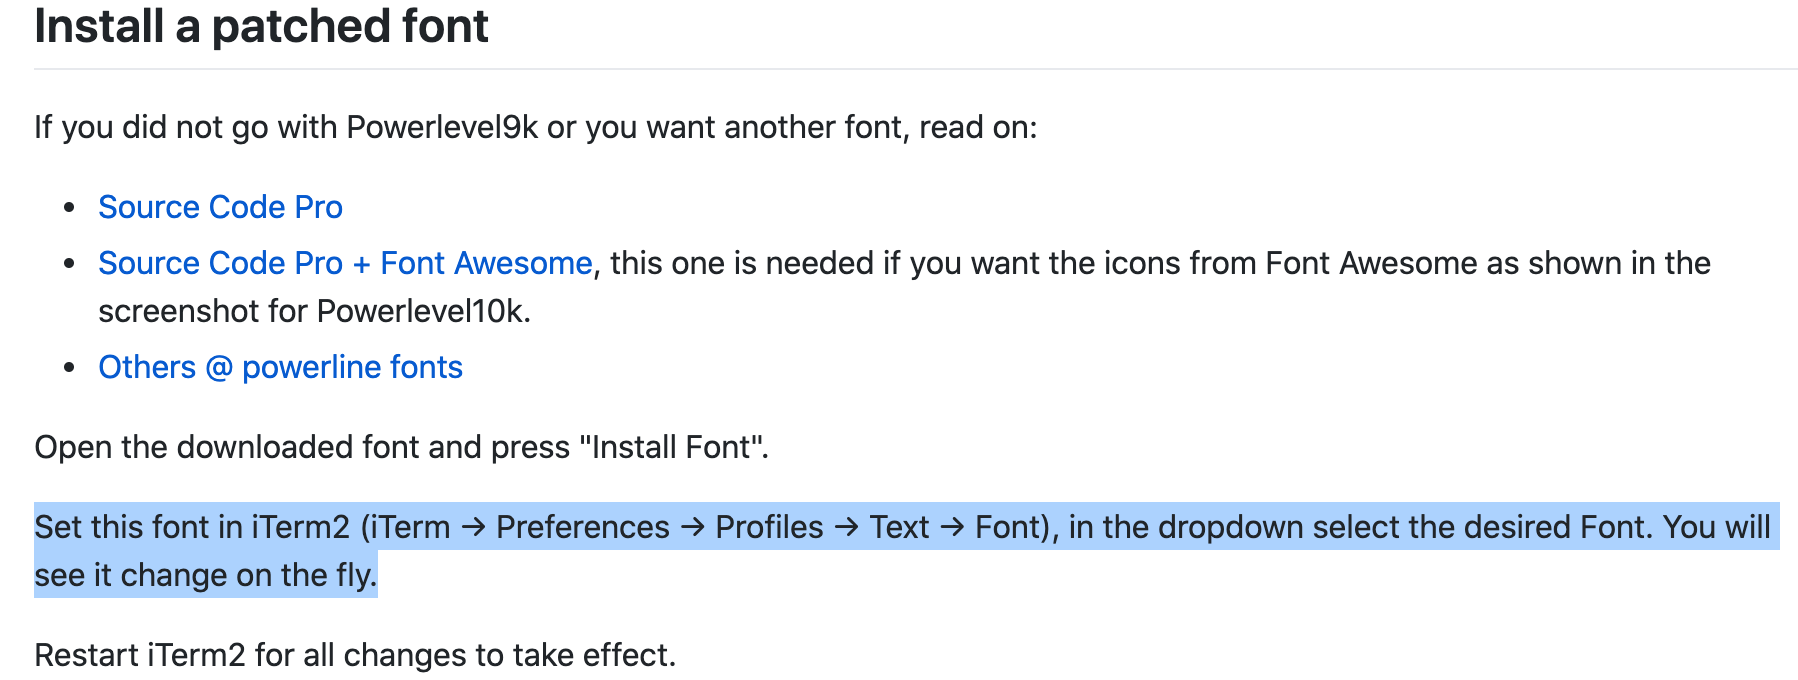 Install a patched font
If you did not go with Powerlevel9k or you want another font, read on:
• Source Code Pro
• Source Code Pro + Font Awesome, this one is needed if you want the icons from Font Awesome as shown in the
screenshot for Powerlevel10k.
• Others @ powerline fonts
Open the downloaded font and press "Install Font".
Set this font in iTerm2 (iTerm → Preferences → Profiles → Text → Font), in the dropdown select the desired Font. You will
see it change on the fly.
Restart iTerm2 for all changes to take effect.